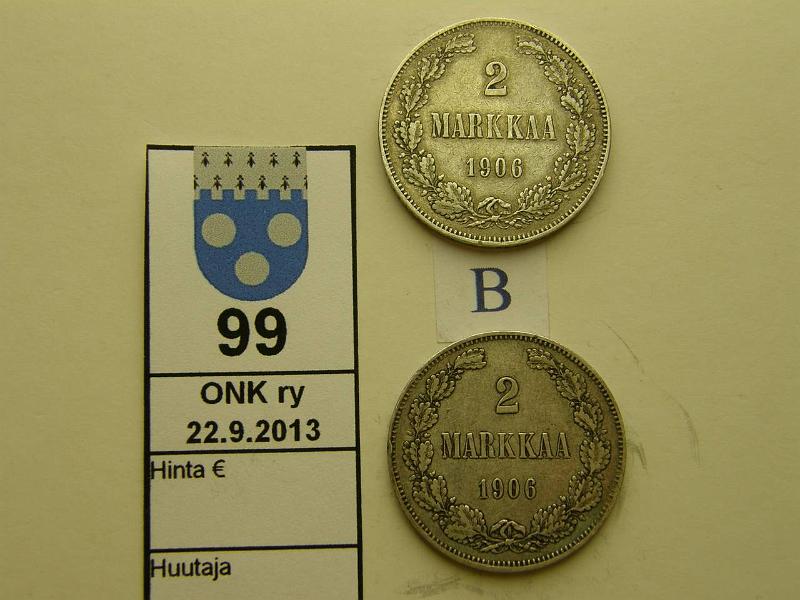 99
ONK ry
22.9.2013
Hinta €
Huutaja
2
MARKKAA
1906
B
2
MARKKAA
1906